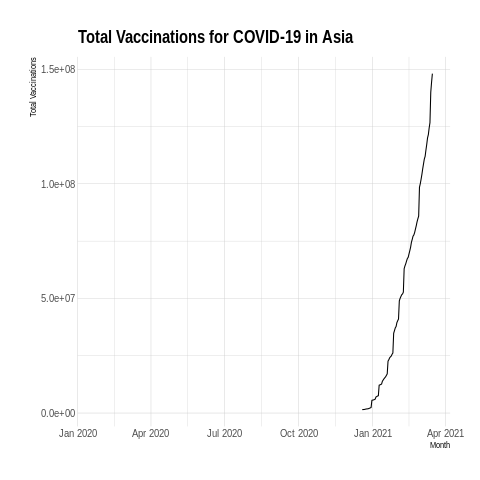 Total Vaccinations for COVID-19 in Asia
Total Vaccinations
1.5e+08
1.0e+08
5.0e+07
0.0e+00
Jan 2020 Apr 2020 Jul 2020 Oct 2020 Jan 2021 Apr 2021
Month